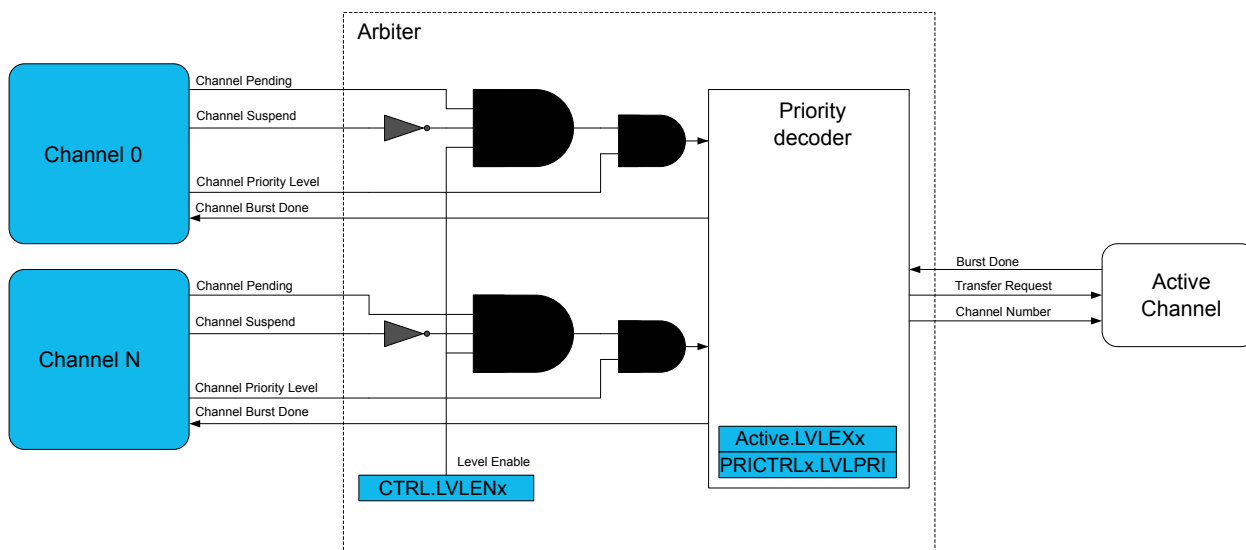 Arbiter
Channel Pending
Channel Suspend
Channel 0
Channel Priority Level
Channel Burst Done
Priority
decoder
Burst Done
Transfer Request
Channel Number
Active
Channel
Channel Pending
Channel Suspend
Channel N
Channel Priority Level
Channel Burst Done
Level Enable
CTRL.LVLENx
Active.LVLEXx
PRICTRLx.LVLPRI